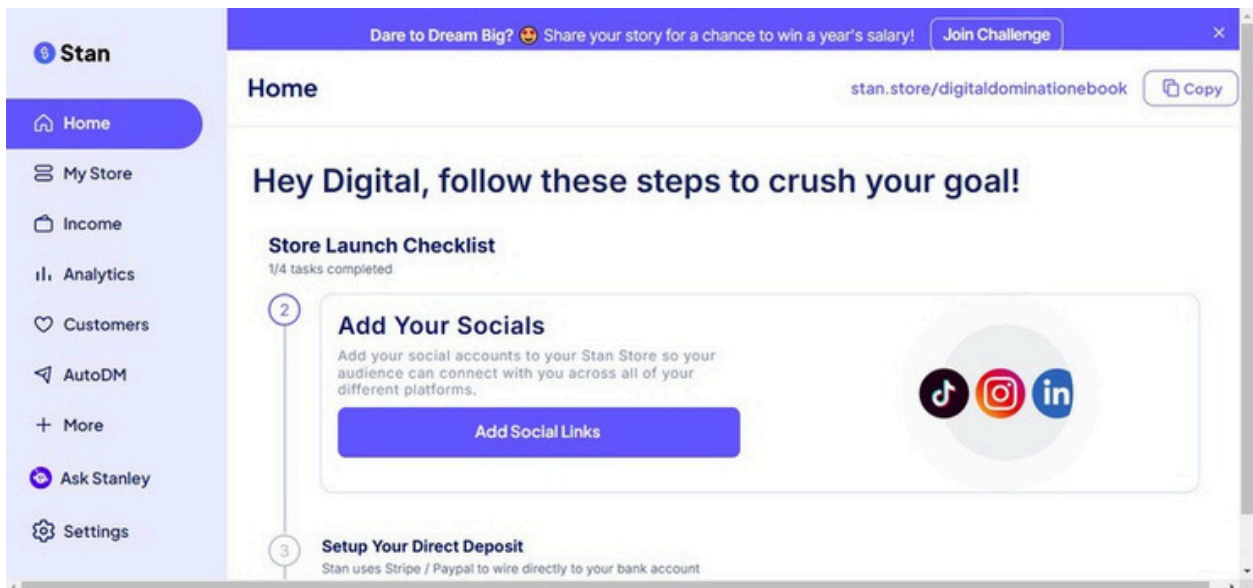 Stan
Dare to Dream Big? 🤩 Share your story for a chance to win a year's salary! Join Challenge
Home
stan.store/digitaldominationebook Copy
Home
My Store
Income
Analytics
Customers
AutoDM
More
Ask Stanley
Settings
Hey Digital, follow these steps to crush your goal!
Store Launch Checklist
1/4 tasks completed
2
Add Your Socials
Add your social accounts to your Stan Store so your
audience can connect with you across all of your
different platforms.
Add Social Links
in
3
Setup Your Direct Deposit
Stan uses Stripe / Paypal to wire directly to your bank account